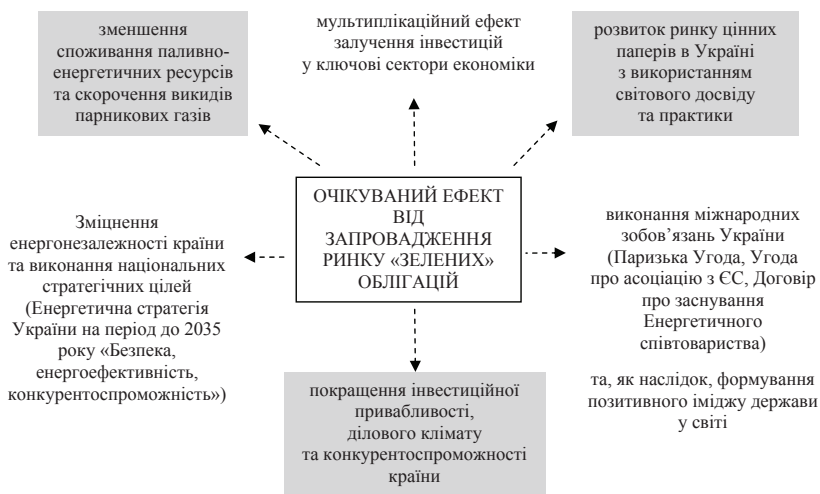 зменшення
споживання паливно-
енергетичних ресурсів
та скорочення викидів
парникових газів
мультиплікаційний ефект
залучення інвестицій
у ключові сектори економіки
розвиток ринку цінних
паперів в Україні
з використанням
світового досвіду
та практики
ОЧІКУВАНИЙ ЕФЕКТ
ВІД
ЗАПРОВАДЖЕННЯ
РИНКУ «ЗЕЛЕНИХ»
ОБЛІГАЦІЙ
Зміцнення
енергонезалежності країни
та виконання національних
стратегічних цілей
(Енергетична стратегія
України на період до 2035
року «Безпека,
енергоефективність,
конкурентоспроможність»)
виконання міжнародних
зобов’язань України
(Паризька Угода, Угода
про асоціацію з ЄС, Договір
про заснування
Енергетичного
співтовариства)
та, як наслідок, формування
позитивного іміджу держави
у світі
покращення інвестиційної
привабливості,
ділового клімату
та конкурентоспроможності
країни